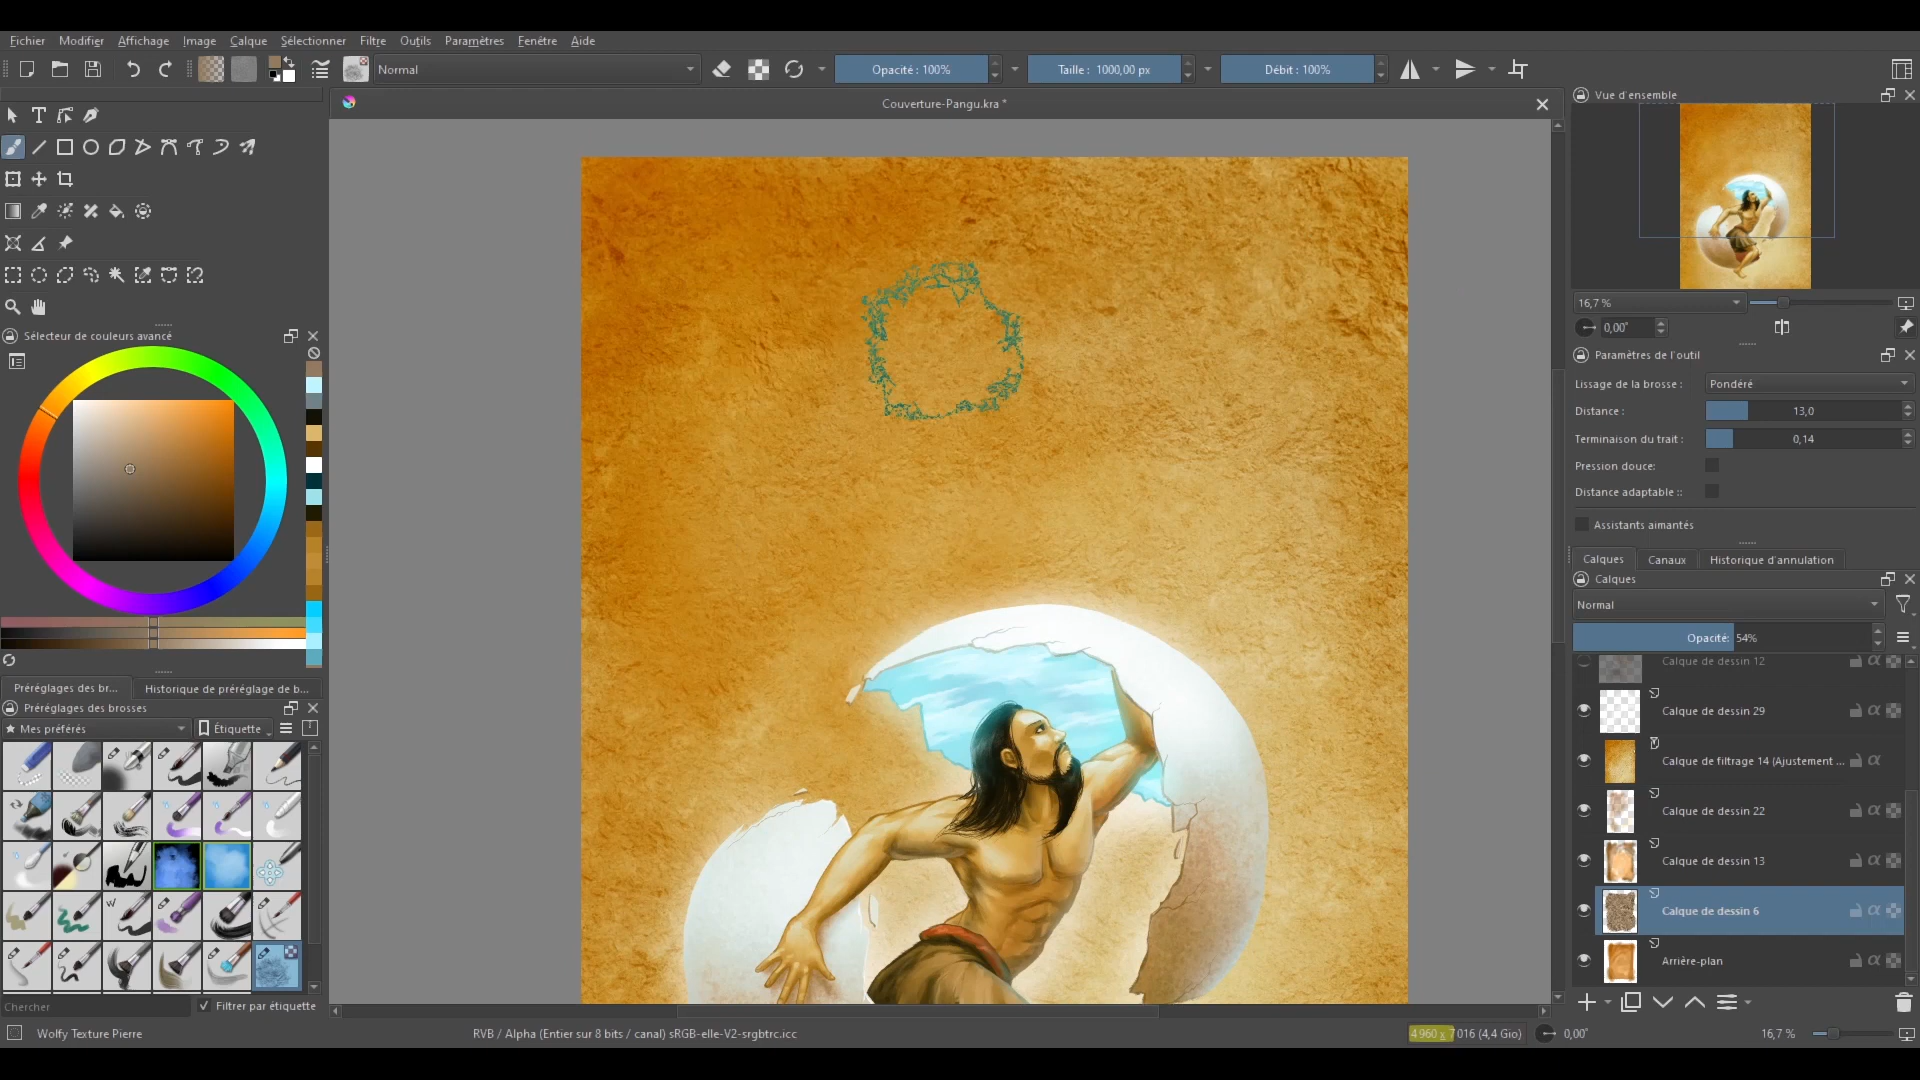 Fichier Modifier Affichage Image Calque Sélectionner Filtre Outils Paramètres Fenêtre Aide
Normal Opacité : 100% Taille : 1000,00 px Débit : 100%
Couverture-Pangu.kra *
Vue d'ensemble
16,7 %
0,00°
Paramètres de l'outil
Lissage de la brosse : Pondéré
Distance : 13,0
Terminaison du trait : 0,14
Pression douce:
Distance adaptable ::
Assistants aimantés
Calques Canaux Historique d'annulation
Calques
Normal
Opacité: 54%
Calque de dessin 12
Calque de dessin 29
Calque de filtrage 14 (Ajustement ...
Calque de dessin 22
Calque de dessin 13
Calque de dessin 6
Arrière-plan
Sélecteur de couleurs avancé
Préréglages des br... Historique de préréglage de b...
Préréglages des brosses
Mes préférés Étiquette
Chercher Filtrer par étiquette
Wolfy Texture Pierre RVB / Alpha (Entier sur 8 bits / canal) sRGB-elle-V2-srgbtrc.icc 4 960 x 7 016 (4,4 Gio) 0,00° 16,7 %